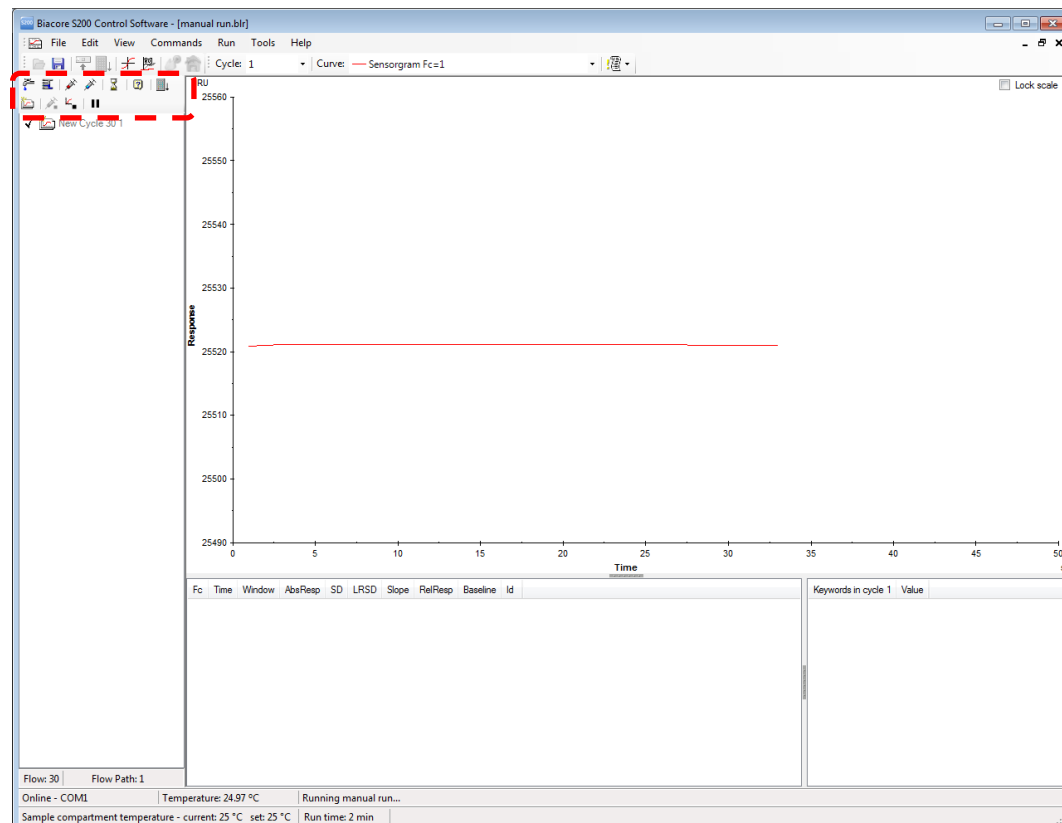 S200 Biacore S200 Control Software - [manual run.blr]
File Edit View Commands Run Tools Help
Cycle: 1 Curve: Sensorgram Fc=1
RU
Lock scale
New Cycle 30 1
25560
25550
25540
25530
25520
25510
25500
25490
Response
0 5 10 15 20 25 30 35 40 45 50
Time
s
Fc Time Window AbsResp SD LRSD Slope RelResp Baseline Id
Keywords in cycle 1 Value
Flow: 30 Flow Path: 1
Online - COM1 Temperature: 24.97 °C Running manual run...
Sample compartment temperature - current: 25 °C set: 25 °C Run time: 2 min